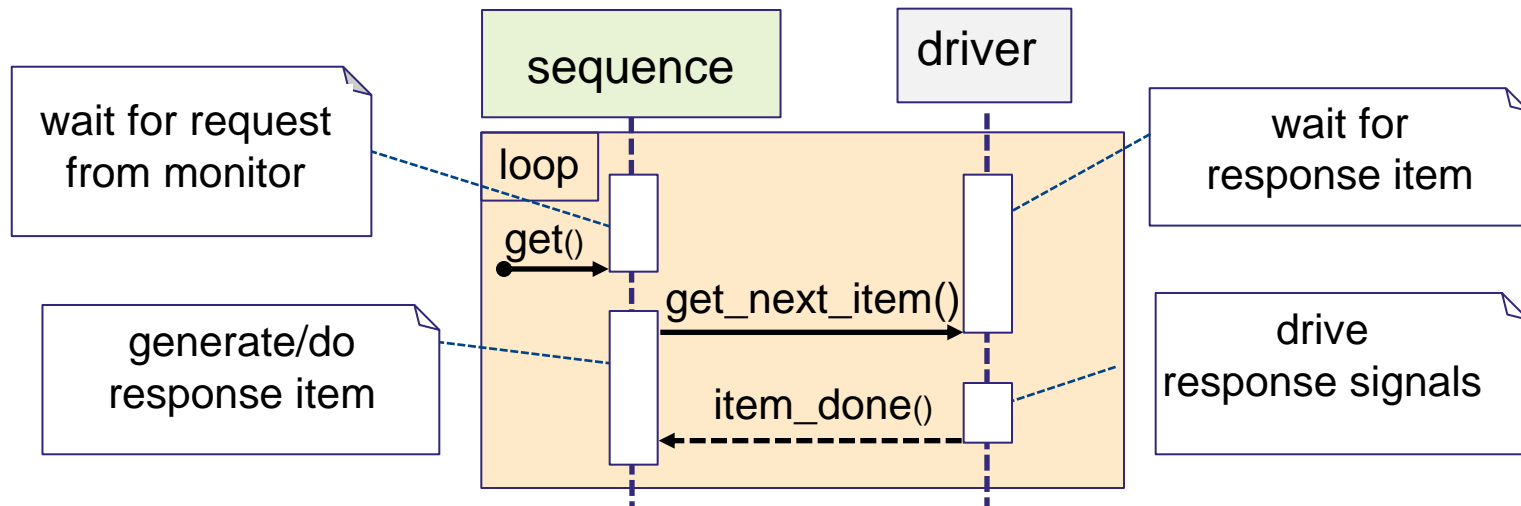 sequence
driver
wait for request
from monitor
wait for
response item
loop
get()
get_next_item()
generate/do
response item
drive
response signals
item_done()